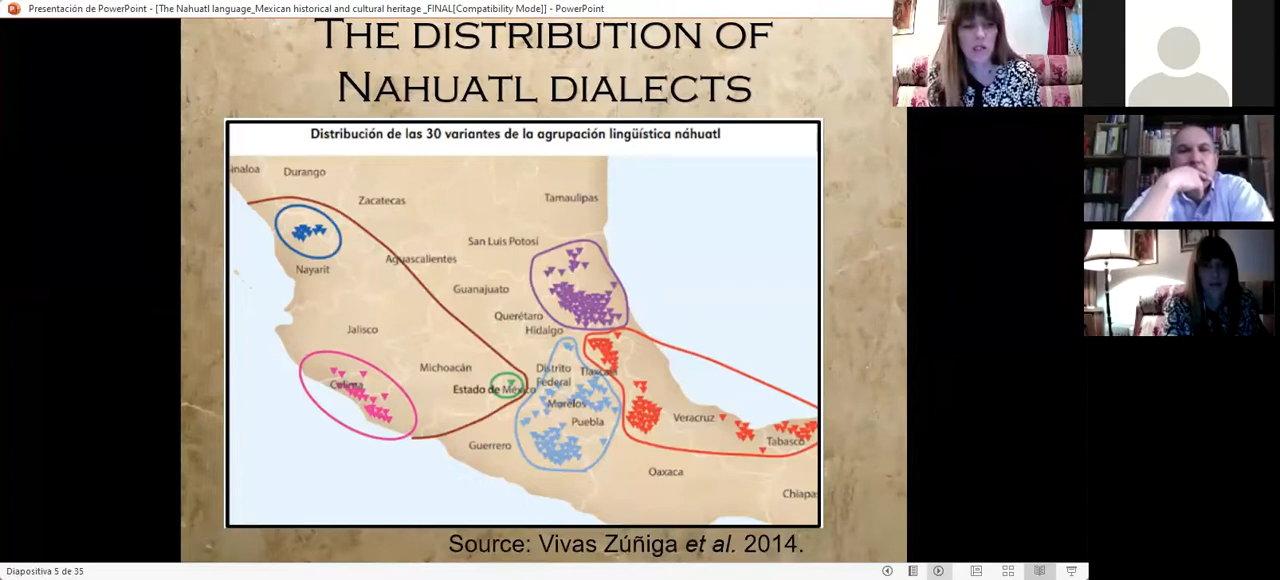 Presentación de PowerPoint - [The Nahuatl language_Mexican historical and cultural heritage _FINAL[Compatibility Mode]] - PowerPoint
THE DISTRIBUTION OF
NAHUATL DIALECTS
Distribución de las 30 variantes de la agrupación lingüística náhuatl
inaloa
Durango
Zacatecas
Tamaulipas
San Luis Potosí
Aguascalientes
Nayarit
Guanajuato
Querétaro
Hidalgo
Jalisco
Michoacán
Distrito
Federal
Tlaxcala
Colima
Estado de México
Morelos
Puebla
Veracruz
Guerrero
Tabasco
Oaxaca
Chiapa
Source: Vivas Zúñiga et al. 2014.
Diapositiva 5 de 35